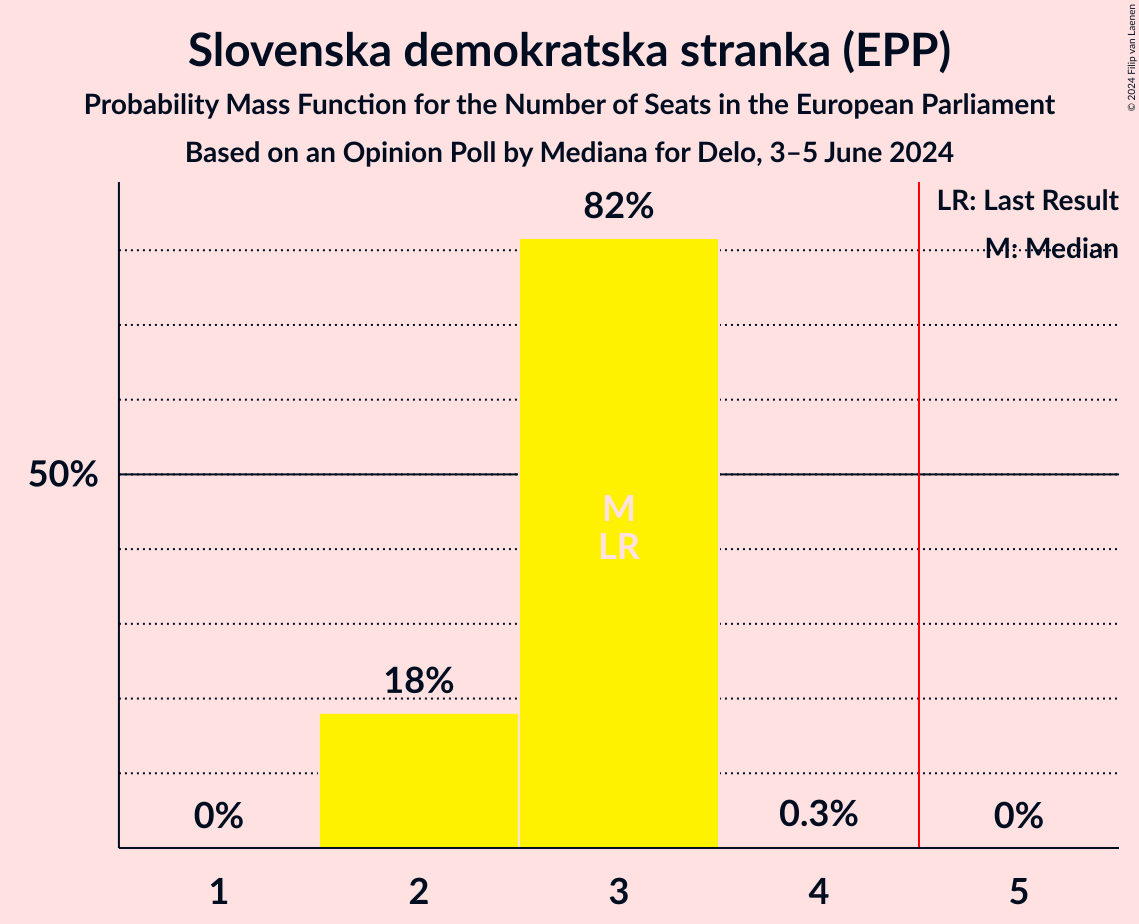 Slovenska demokratska stranka (EPP)
Probability Mass Function for the Number of Seats in the European Parliament
Based on an Opinion Poll by Mediana for Delo, 3–5 June 2024
© 2024 Filip van Laenen
LR: Last Result
M: Median
82%
50%
M
LR
18%
0%
0.3%
0%
1
2
3
4
5